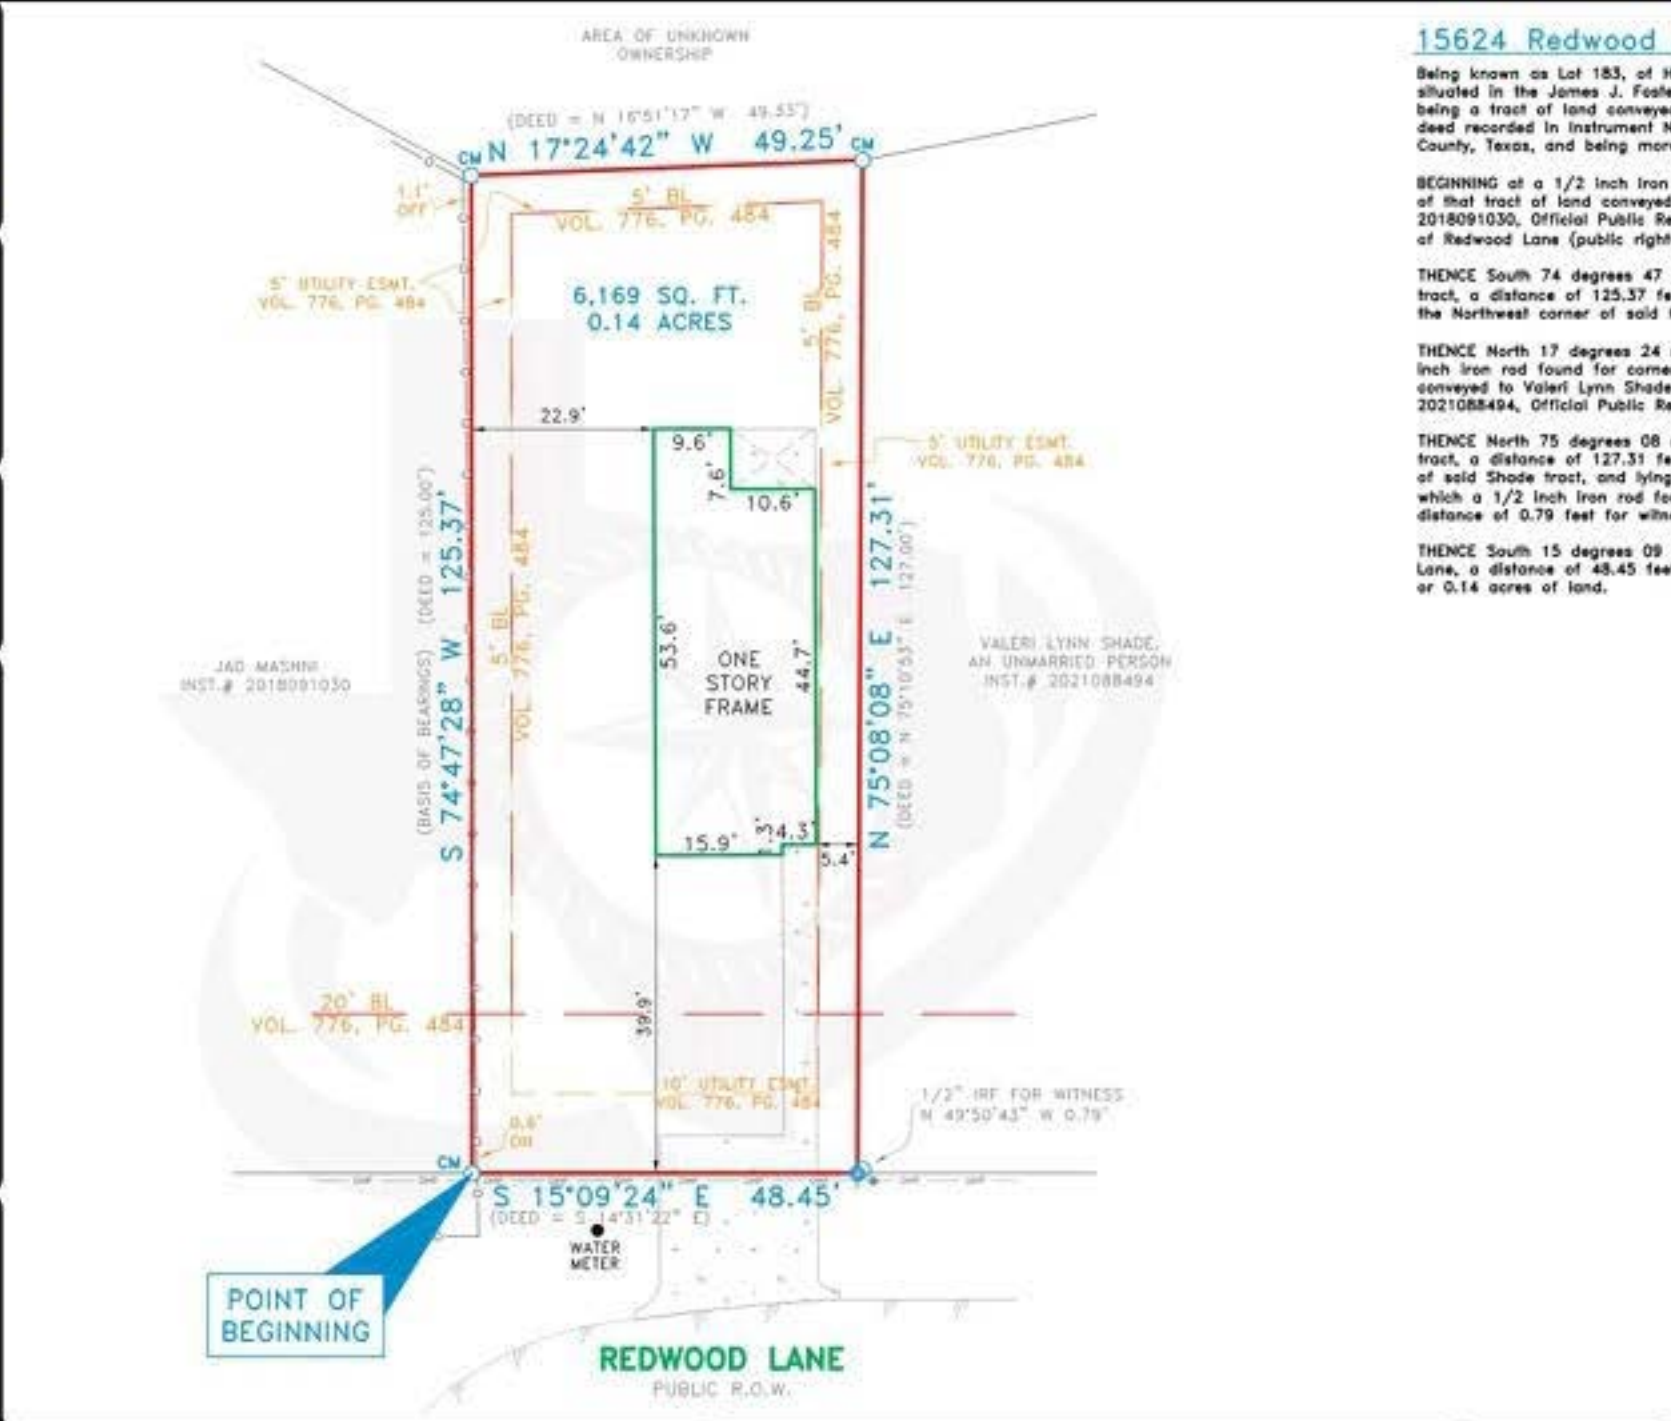 AREA OF UNKNOWN
OWNERSHIP
(DEED = N 16°51'17" W 49.53')
N 17°24'42" W 49.25'
CM
CM
1.1'
OFF
5' BL
VOL. 776, PG. 484
5' UTILITY ESMT.
VOL. 776, PG. 484
6,169 SQ. FT.
0.14 ACRES
5' BL
VOL. 776, PG. 484
22.9'
9.6'
7.6'
10.6'
5' UTILITY ESMT.
VOL. 776, PG. 484
(BASIS OF BEARINGS) (DEED = 125.00')
S 74°47'28" W 125.37'
5' BL
VOL. 776, PG. 484
53.6'
ONE
STORY
FRAME
44.7'
N 75°08'08" E 127.31'
(DEED = N 75°10'53" E 127.00')
JAD MASHNI
INST.# 2018091030
VALERI LYNN SHADE,
AN UNMARRIED PERSON
INST.# 2021088494
15.9'
4.3'
5.4'
39.9'
20' BL
VOL. 776, PG. 484
10' UTILITY ESMT.
VOL. 776, PG. 484
1/2" IRF FOR WITNESS
N 49°50'43" W 0.79'
0.6'
CM
S 15°09'24" E 48.45'
(DEED = S 14°31'22" E)
WATER
METER
POINT OF
BEGINNING
REDWOOD LANE
PUBLIC R.O.W.
15624 Redwood
Being known as Lot 183, of
situated in the James J.
being a tract of land
deed recorded in Instrument
County, Texas, and being
BEGINNING at a 1/2 inch iron
of that tract of land conveyed
2018091030, Official Public
of Redwood Lane (public
THENCE South 74 degrees 47
tract, a distance of 125.37
the Northwest corner of said
THENCE North 17 degrees 24
inch iron rod found for
conveyed to Valeri Lynn Shade
2021088494, Official Public
THENCE North 75 degrees 08
tract, a distance of 127.31
of said Shade tract, and
which a 1/2 inch iron rod
distance of 0.79 feet for
THENCE South 15 degrees 09
Lane, a distance of 48.45
or 0.14 acres of land.